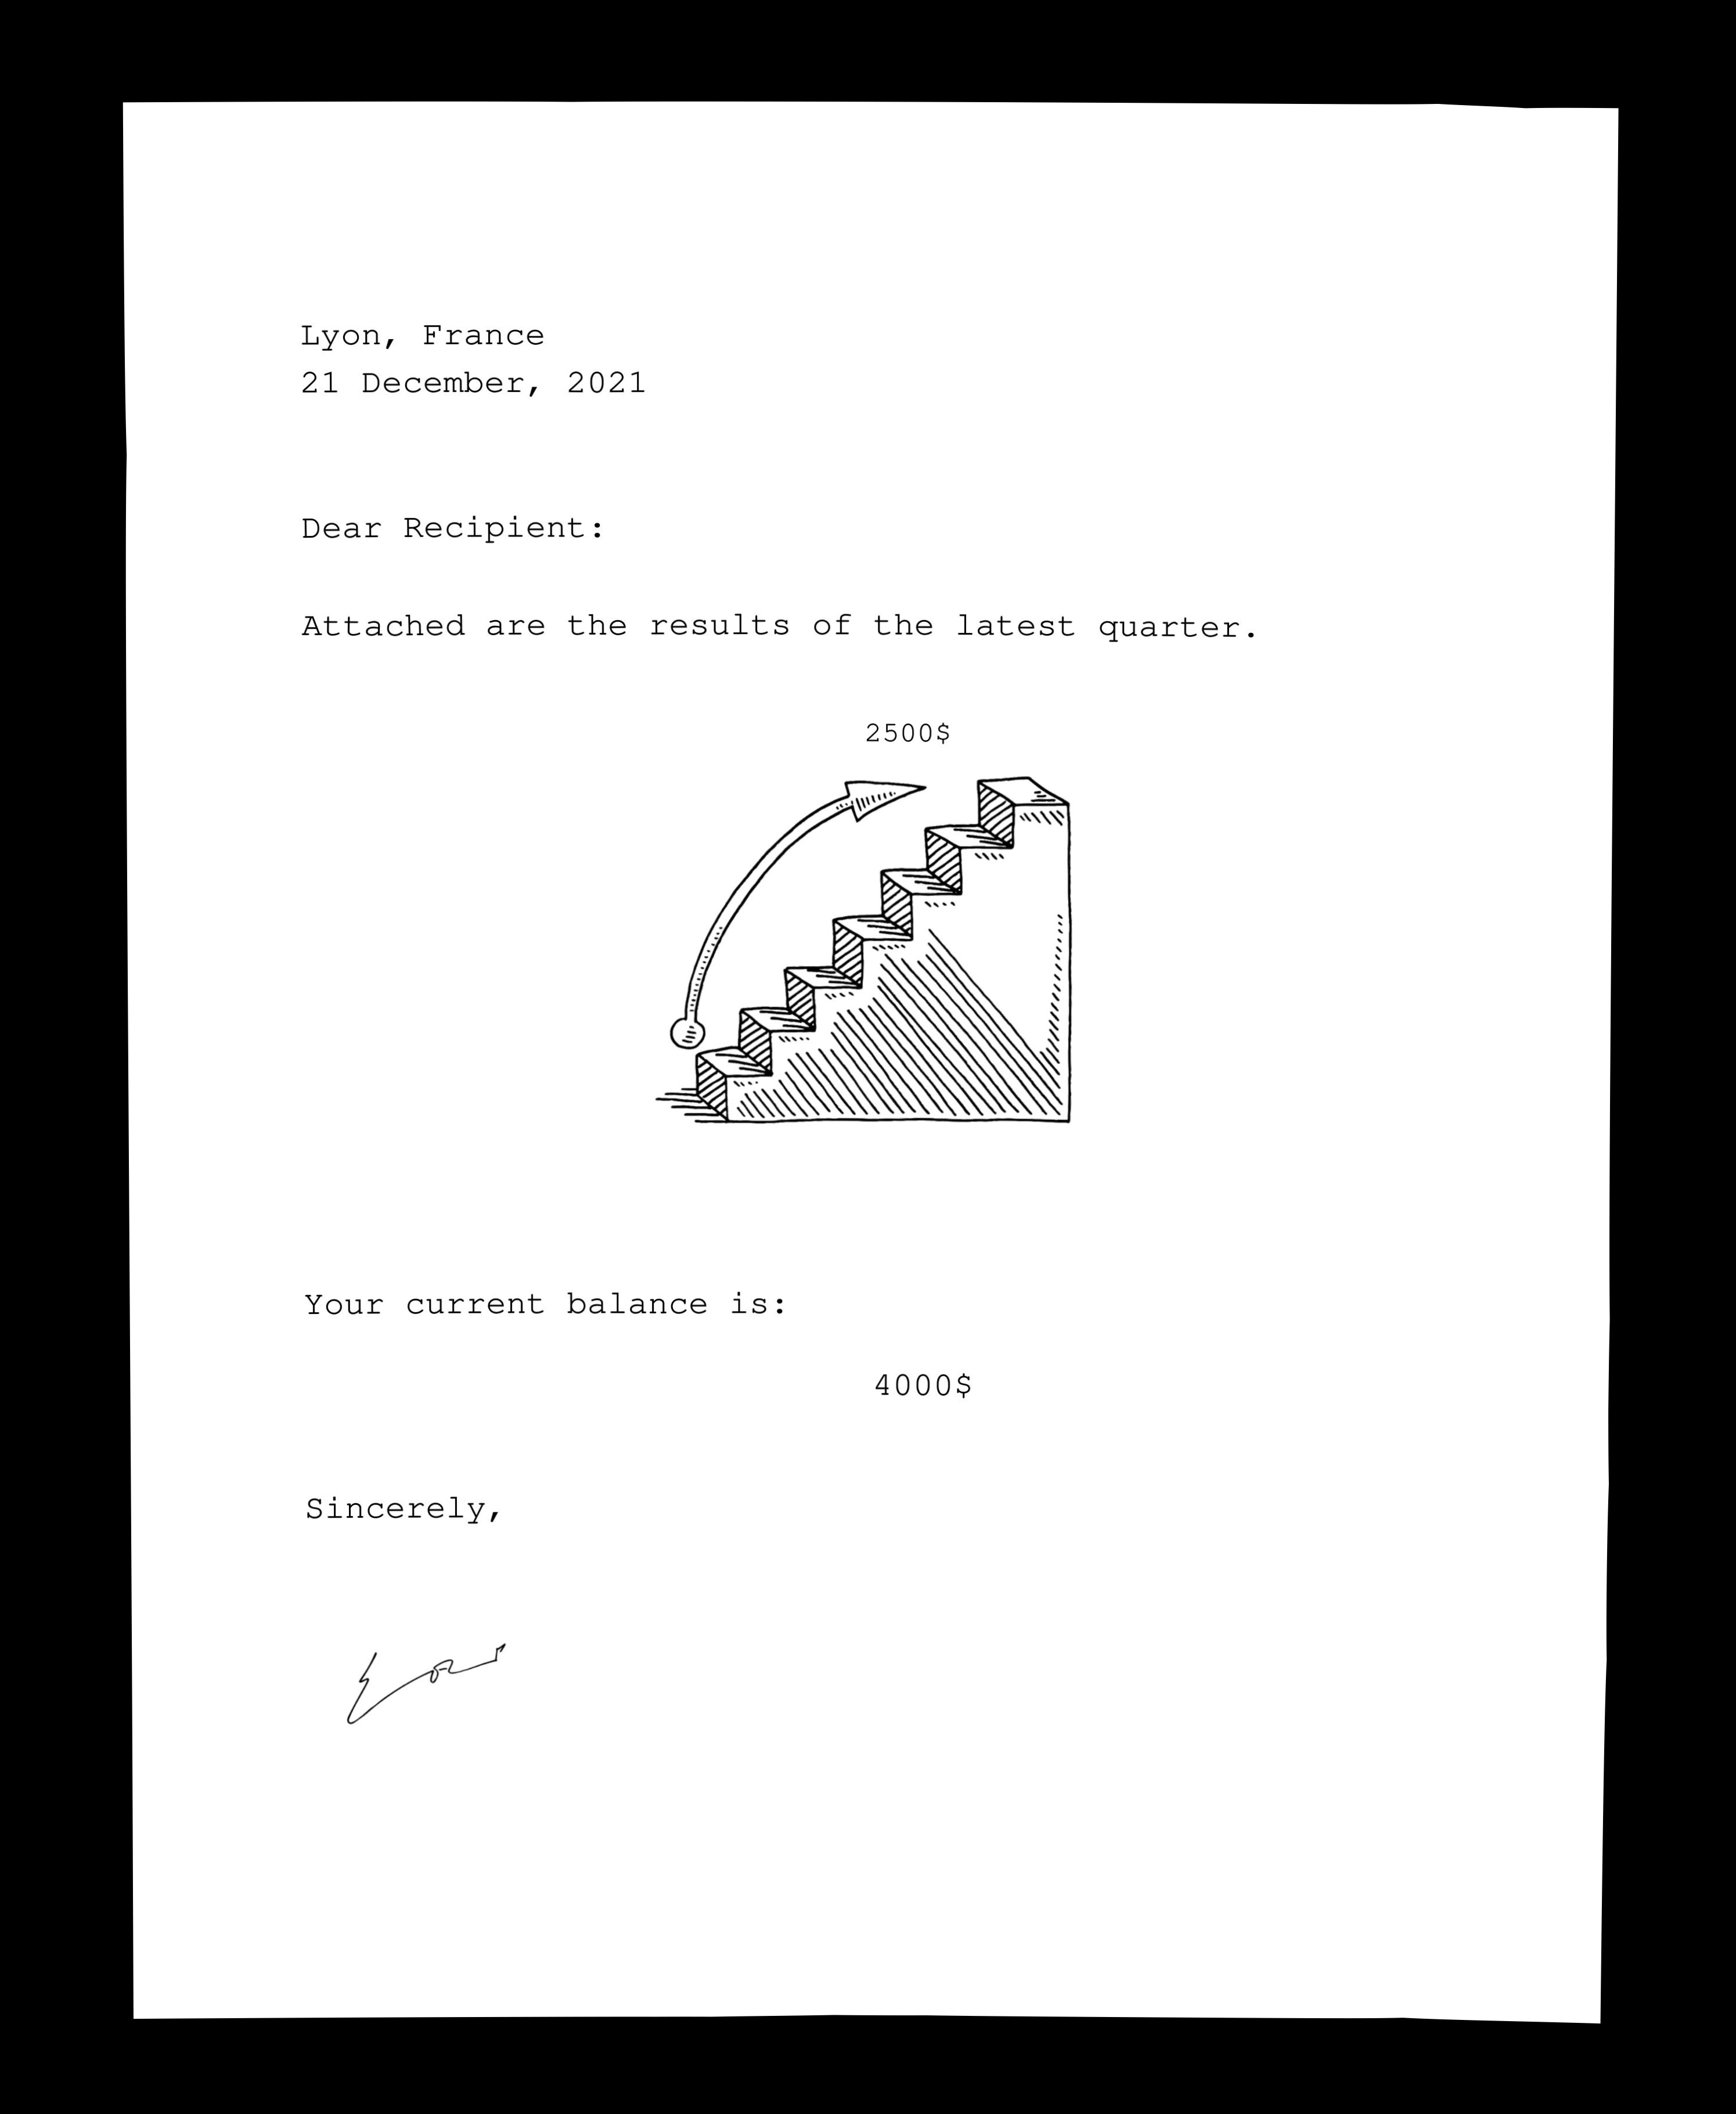 Lyon, France
21 December, 2021
Dear Recipient:
Attached are the results of the latest quarter.
2500$
Your current balance is:
4000$
Sincerely,